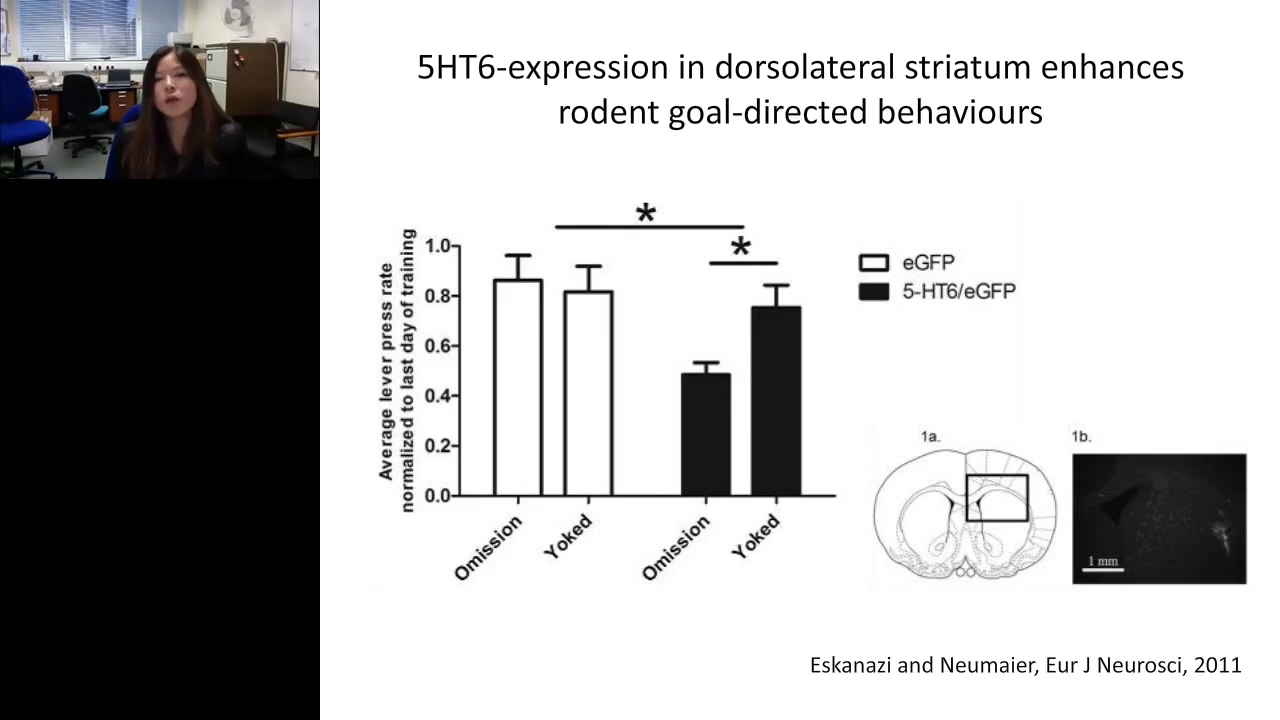 5HT6-expression in dorsolateral striatum enhances
rodent goal-directed behaviours
*
*
Average lever press rate
normalized to last day of training
1.0
0.8
0.6
0.4
0.2
0.0
Omission
Yoked
Omission
Yoked
eGFP
5-HT6/eGFP
1a.
1b.
1 mm
Eskanazi and Neumaier, Eur J Neurosci, 2011